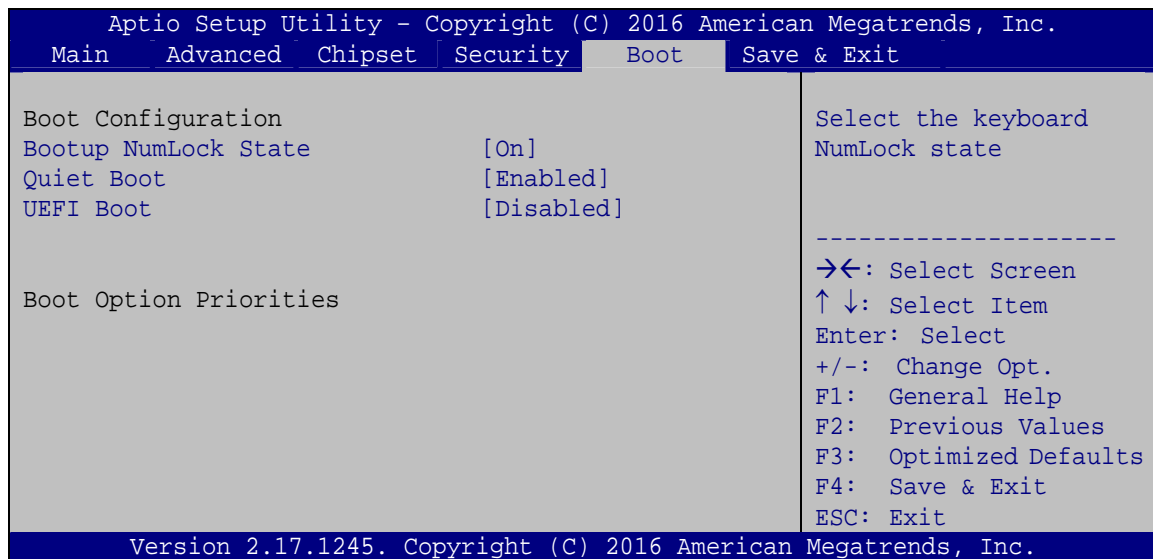 Aptio Setup Utility – Copyright (C) 2016 American Megatrends, Inc.
Main Advanced Chipset Security Boot Save & Exit
Boot Configuration
Bootup NumLock State [On]
Quiet Boot [Enabled]
UEFI Boot [Disabled]
Boot Option Priorities
Select the keyboard
NumLock state
---------------------
→←: Select Screen
↑ ↓: Select Item
Enter: Select
+/-: Change Opt.
F1: General Help
F2: Previous Values
F3: Optimized Defaults
F4: Save & Exit
ESC: Exit
Version 2.17.1245. Copyright (C) 2016 American Megatrends, Inc.